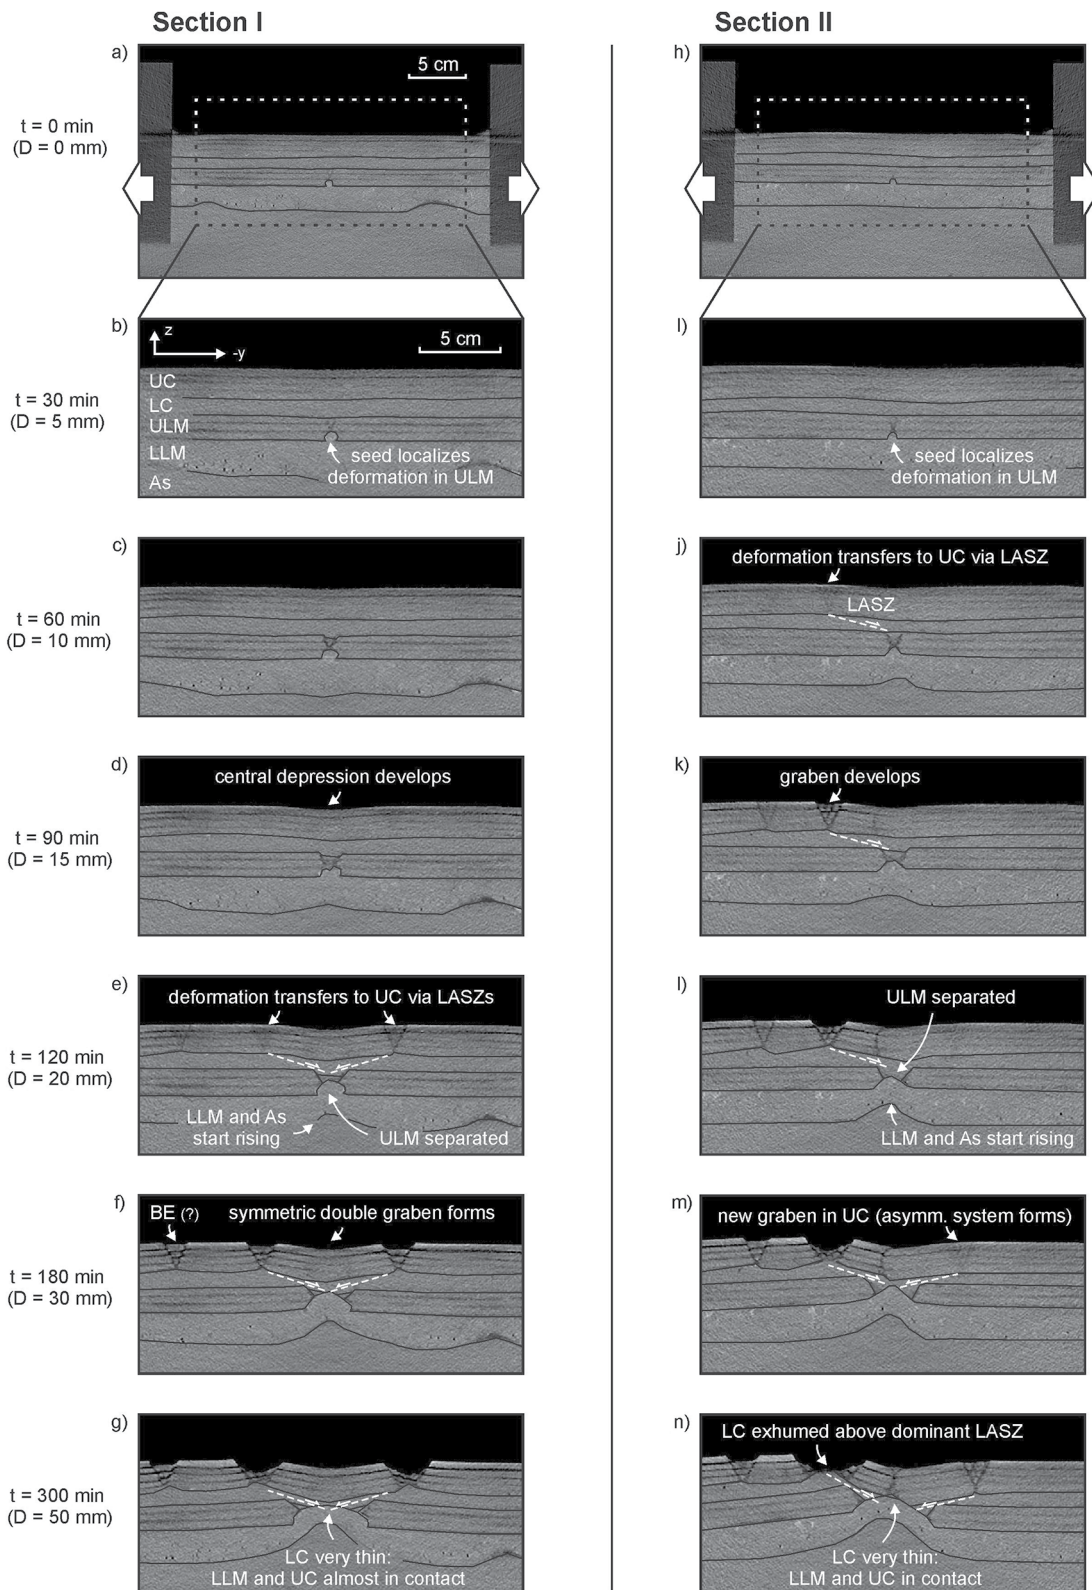 Section I
Section II
a)
5 cm
h)
t = 0 min
(D = 0 mm)
b)
z
-y
5 cm
UC
LC
ULM
LLM
As
seed localizes
deformation in ULM
l)
seed localizes
deformation in ULM
t = 30 min
(D = 5 mm)
c)
t = 60 min
(D = 10 mm)
j)
deformation transfers to UC via LASZ
LASZ
d)
central depression develops
t = 90 min
(D = 15 mm)
k)
graben develops
e)
deformation transfers to UC via LASZs
t = 120 min
(D = 20 mm)
LLM and As
start rising
ULM separated
l)
ULM separated
LLM and As start rising
f)
BE (?)
symmetric double graben forms
t = 180 min
(D = 30 mm)
m)
new graben in UC (asymm. system forms)
g)
t = 300 min
(D = 50 mm)
LC very thin:
LLM and UC almost in contact
n)
LC exhumed above dominant LASZ
LC very thin:
LLM and UC in contact